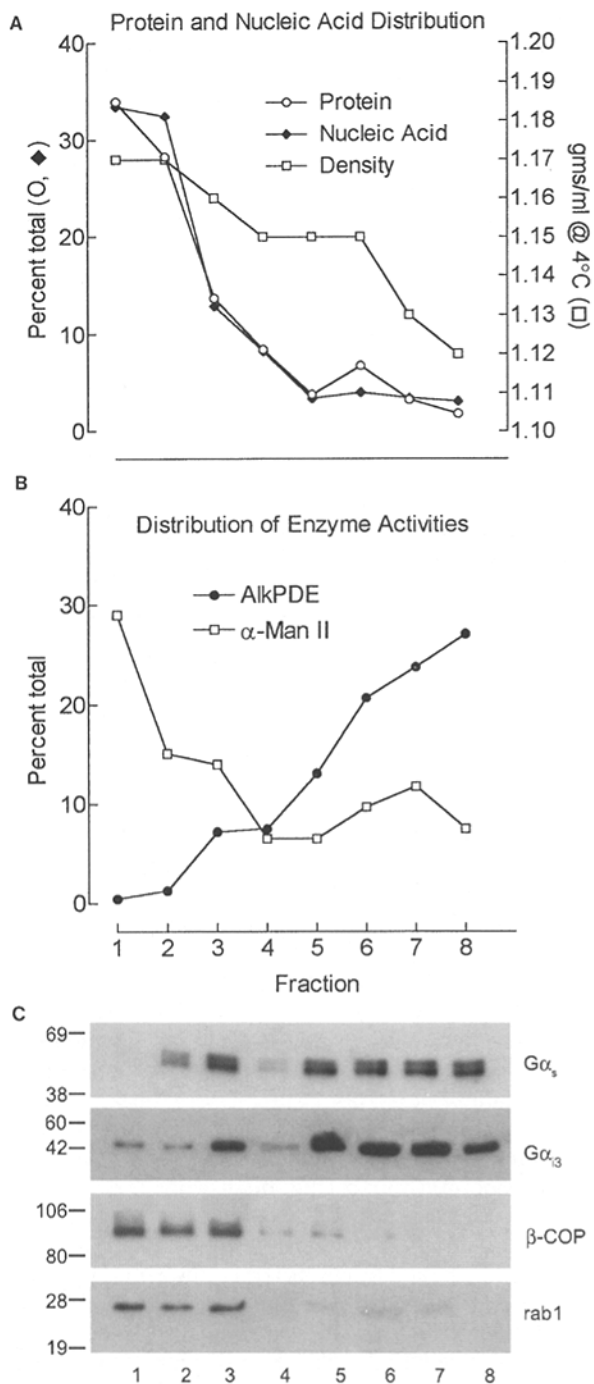 A
Protein and Nucleic Acid Distribution
40
30
20
10
0
Percent total (O, ◆)
Protein
Nucleic Acid
Density
1.20
1.19
1.18
1.17
1.16
1.15
1.14
1.13
1.12
1.11
1.10
gms/ml @ 4°C (□)
B
Distribution of Enzyme Activities
40
30
20
10
0
Percent total
AlkPDE
α-Man II
1 2 3 4 5 6 7 8
Fraction
C
69
38
Gαs
60
42
Gαi3
106
80
β-COP
28
19
rab1
1 2 3 4 5 6 7 8